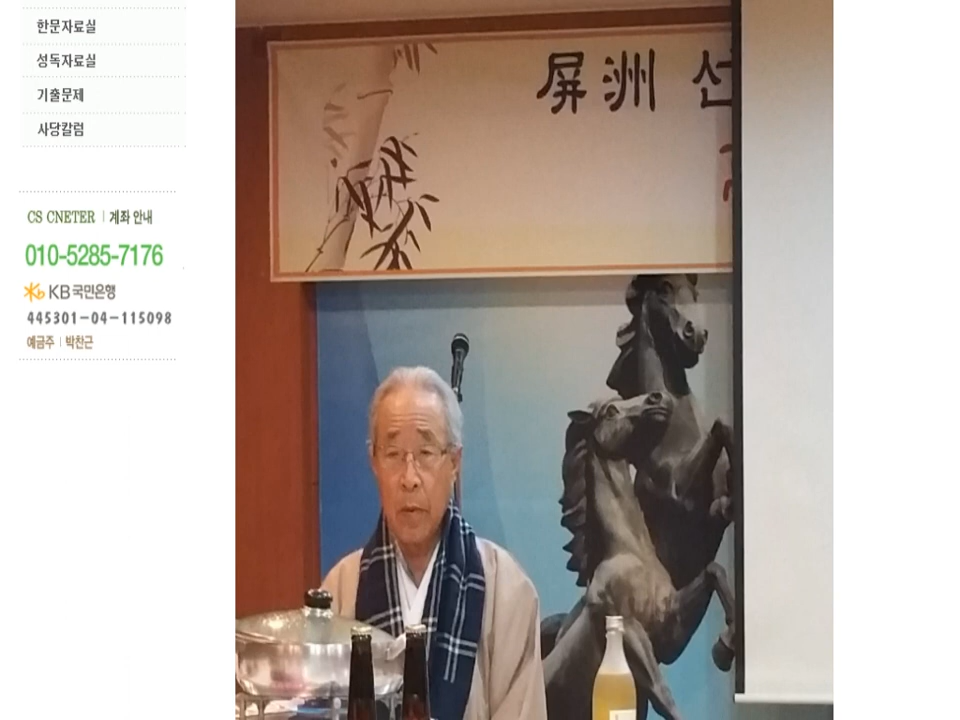 한문자료실
성독자료실
기출문제
사당칼럼
CS CNETER | 계좌 안내
010-5285-7176
KB국민은행
445301-04-115098
예금주 | 박찬근
屛洲 선